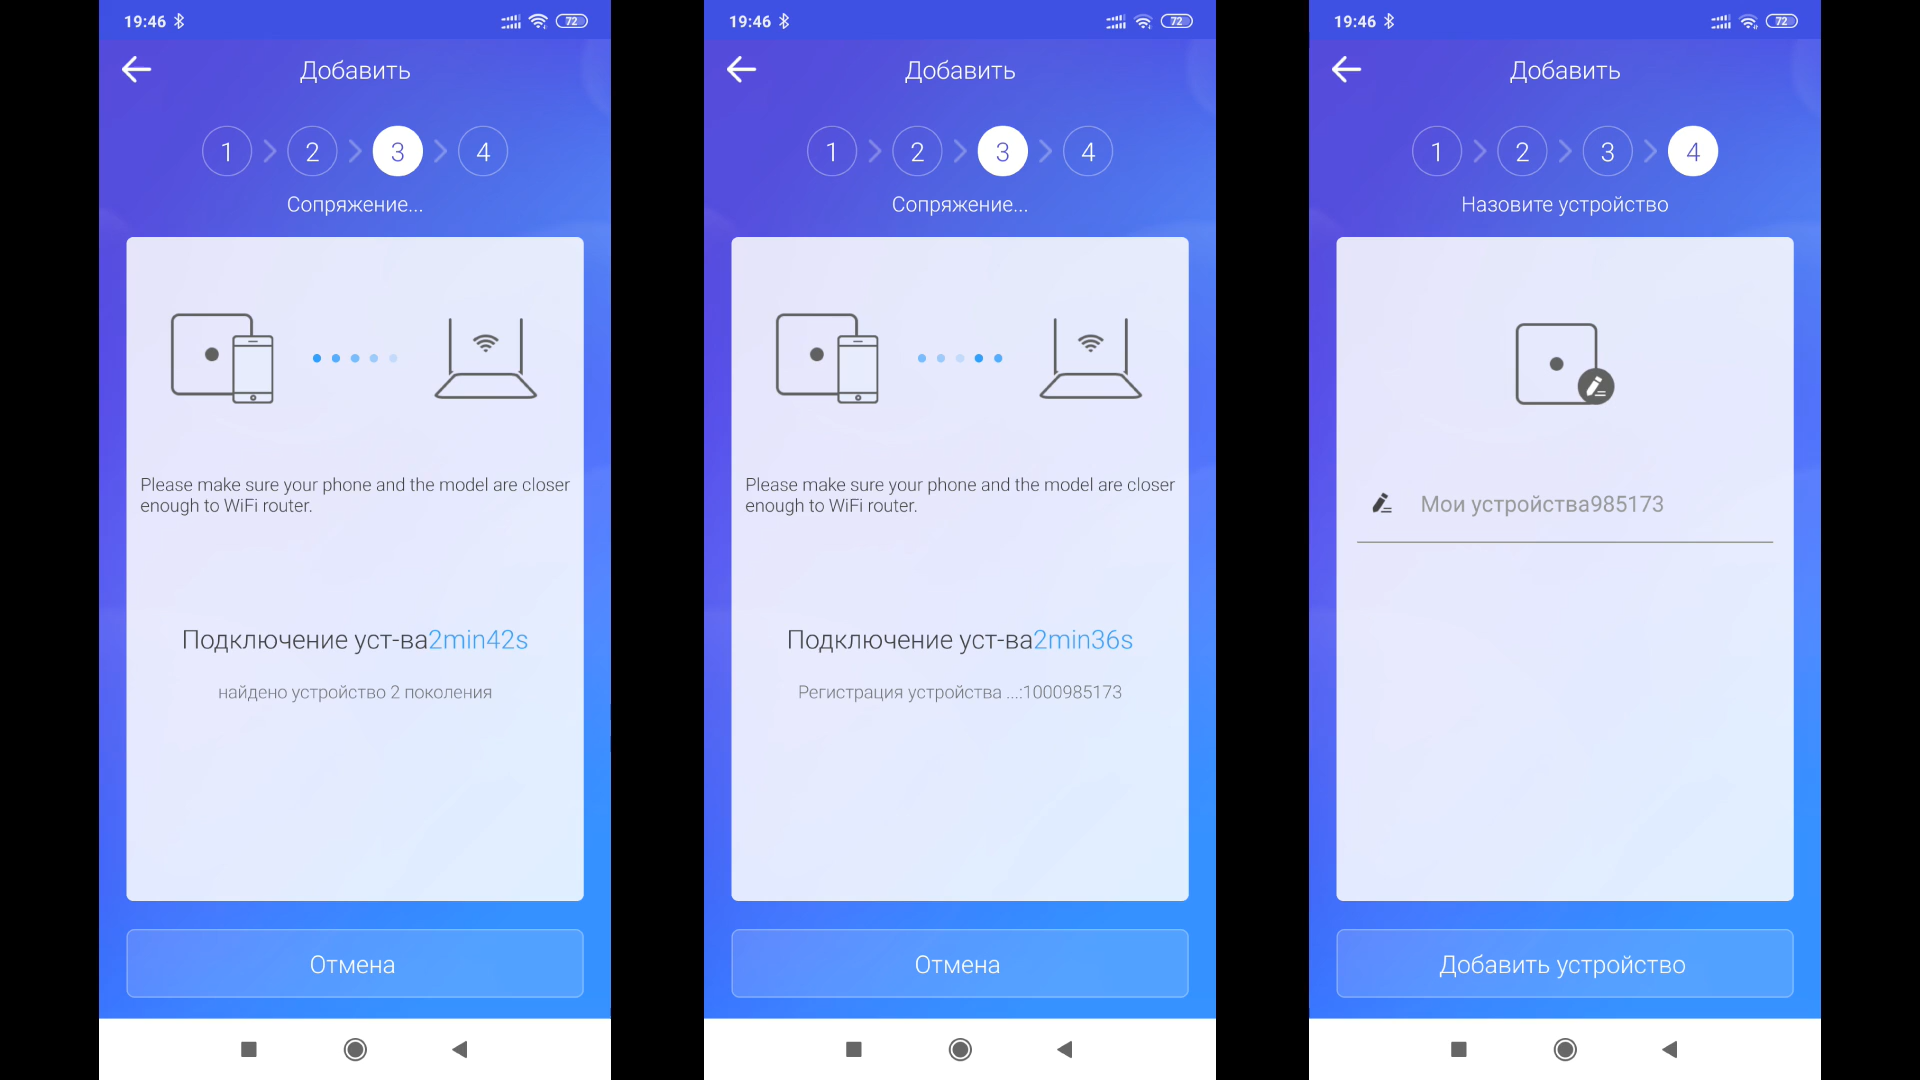 19:46
72
Добавить
1
2
3
4
Сопряжение...
Please make sure your phone and the model are closer
enough to WiFi router.
Подключение уст-ва2min42s
найдено устройство 2 поколения
Отмена
19:46
72
Добавить
1
2
3
4
Сопряжение...
Please make sure your phone and the model are closer
enough to WiFi router.
Подключение уст-ва2min36s
Регистрация устройства ...:1000985173
Отмена
19:46
72
Добавить
1
2
3
4
Назовите устройство
Мои устройства985173
Добавить устройство